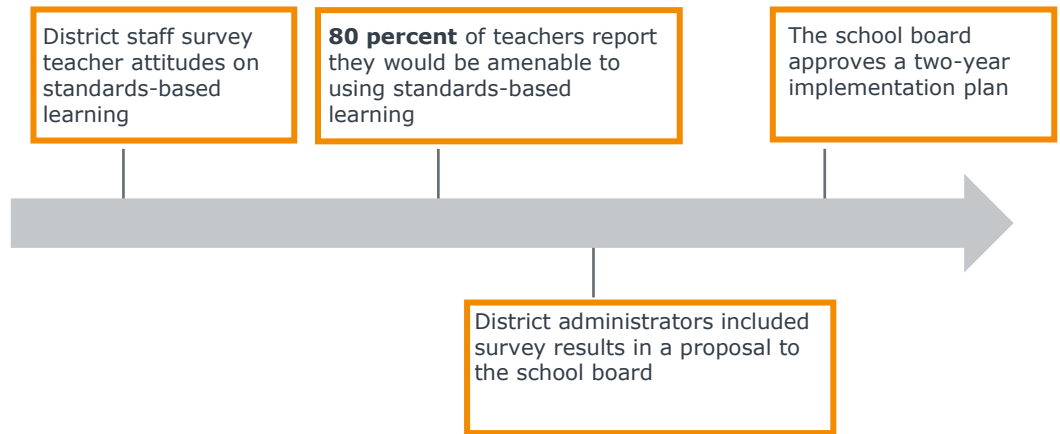 District staff survey
teacher attitudes on
standards-based
learning
80 percent of teachers report
they would be amenable to
using standards-based
learning
The school board
approves a two-year
implementation plan
District administrators included
survey results in a proposal to
the school board